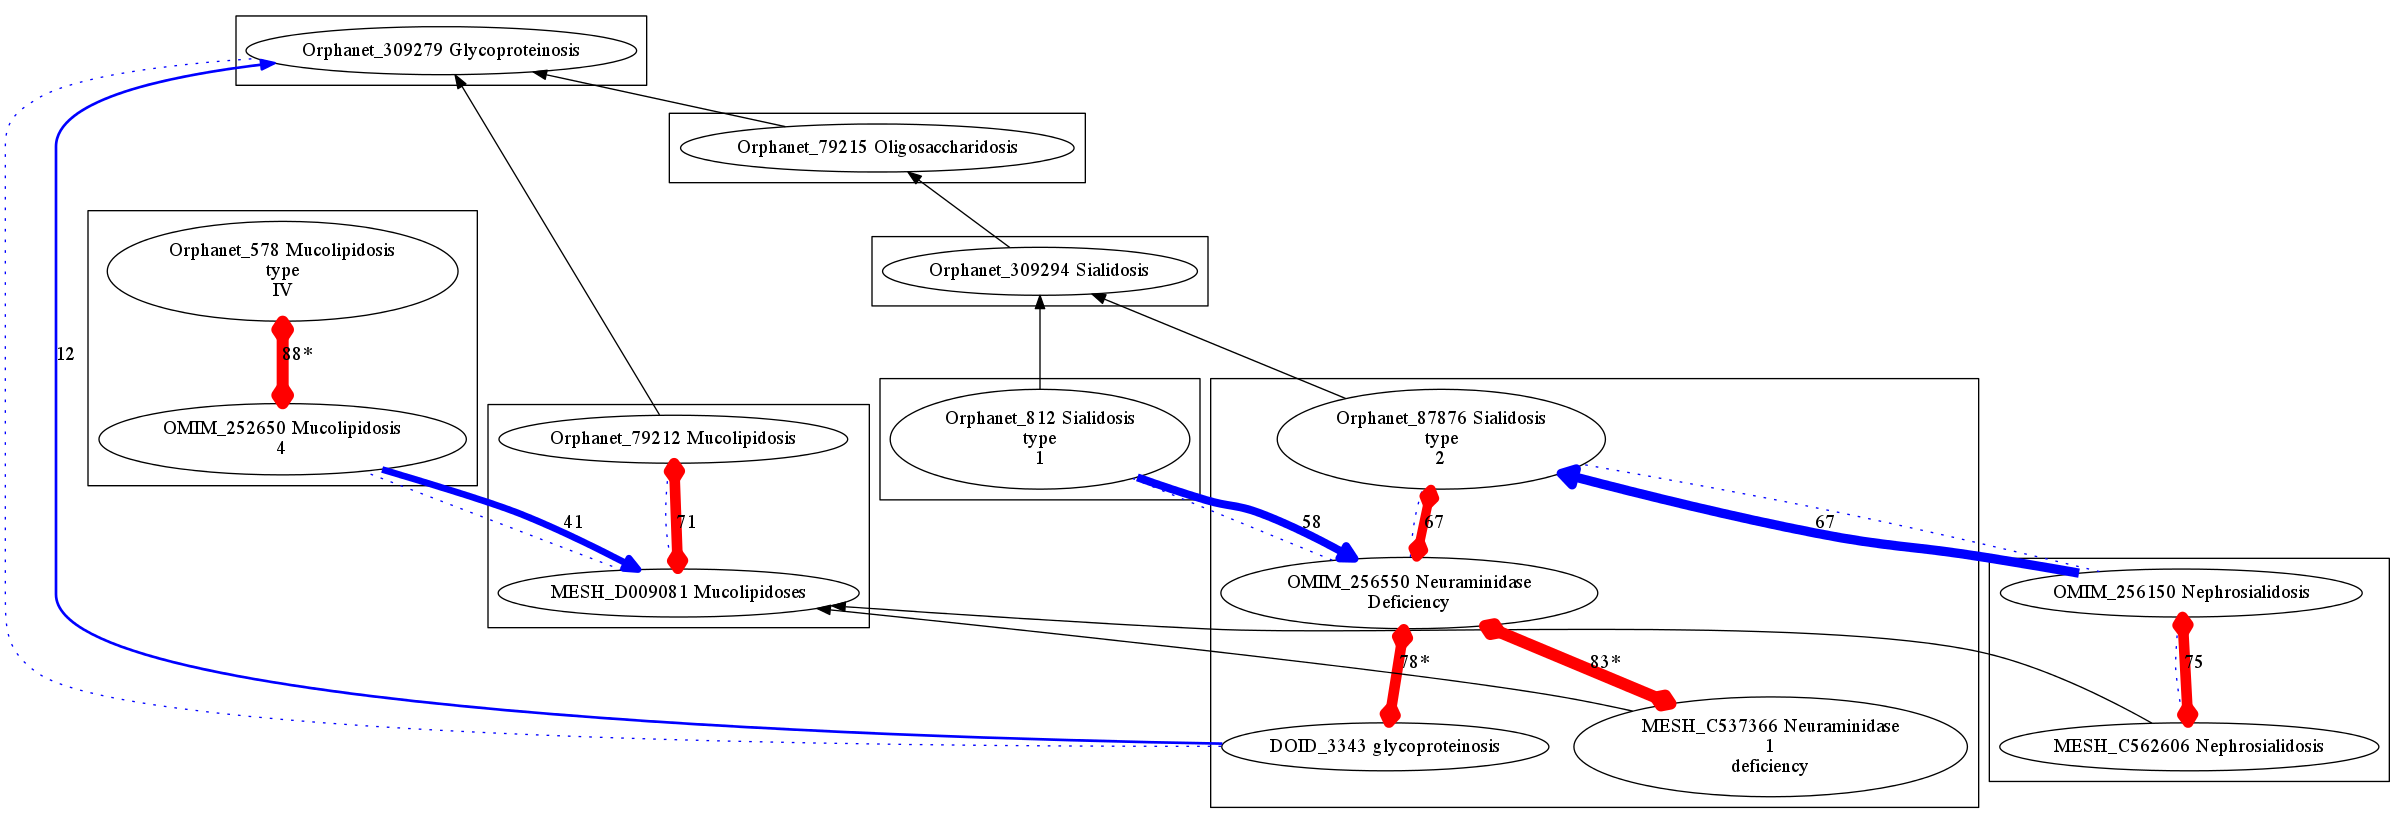 Orphanet_309279 Glycoproteinosis
Orphanet_79215 Oligosaccharidosis
Orphanet_578 Mucolipidosis
type
IV
Orphanet_309294 Sialidosis
12
88*
OMIM_252650 Mucolipidosis
4
Orphanet_79212 Mucolipidosis
Orphanet_812 Sialidosis
type
1
Orphanet_87876 Sialidosis
type
2
41
71
58
67
67
MESH_D009081 Mucolipidoses
OMIM_256550 Neuraminidase
Deficiency
OMIM_256150 Nephrosialidosis
78*
83*
75
DOID_3343 glycoproteinosis
MESH_C537366 Neuraminidase
1
deficiency
MESH_C562606 Nephrosialidosis